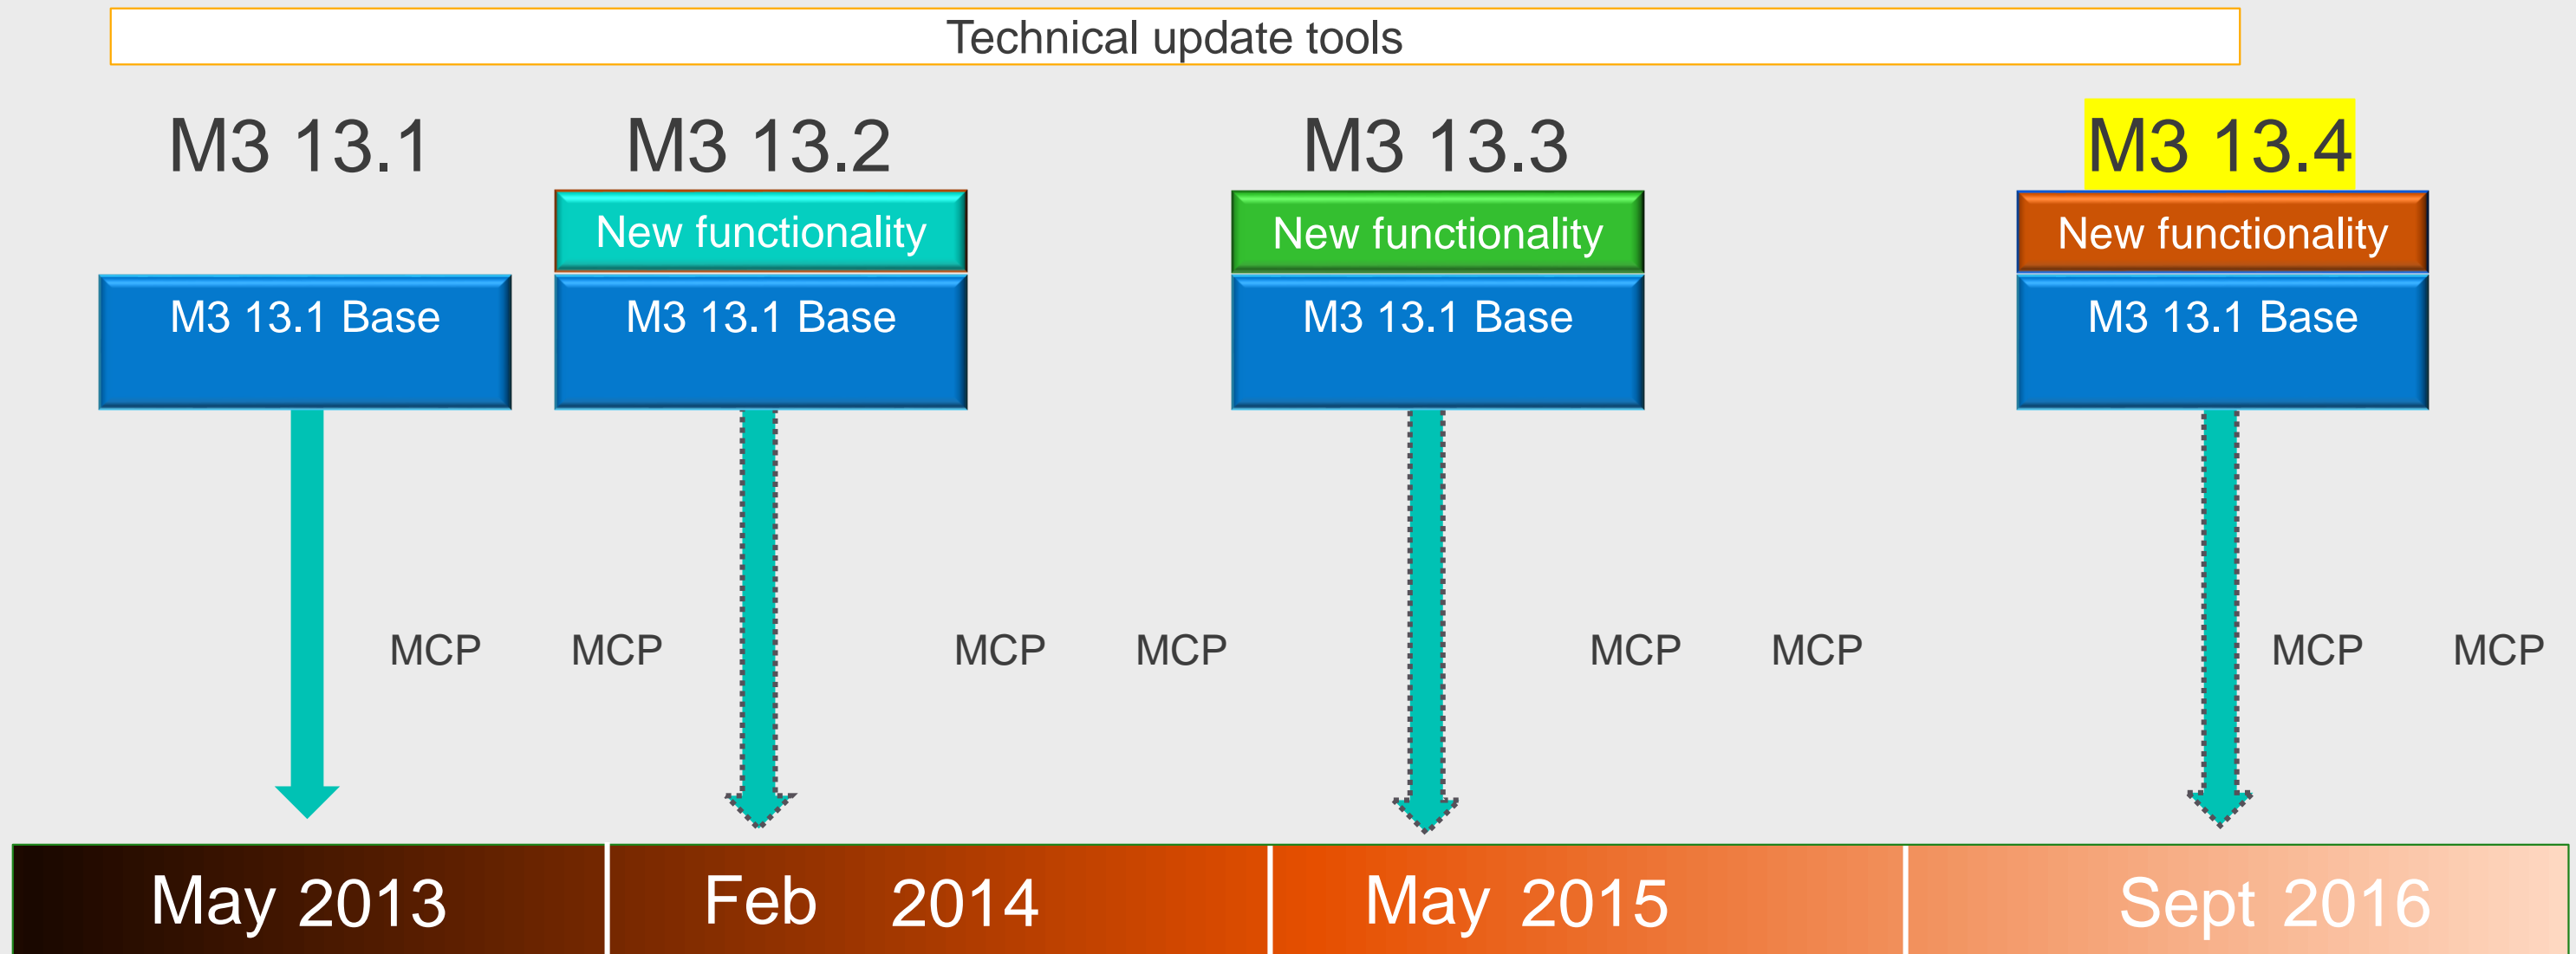 Technical update tools
M3 13.1
M3 13.2
M3 13.3
M3 13.4
New functionality
New functionality
New functionality
M3 13.1 Base
M3 13.1 Base
M3 13.1 Base
M3 13.1 Base
MCP
MCP
MCP
MCP
MCP
MCP
MCP
MCP
May 2013
Feb 2014
May 2015
Sept 2016